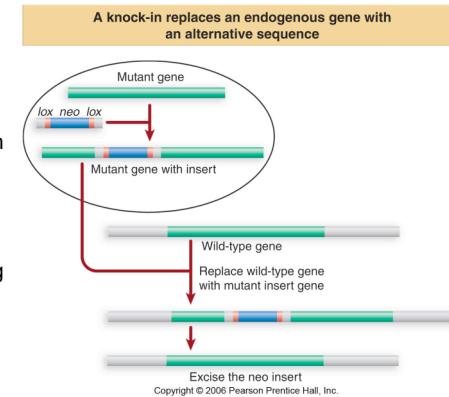 A knock-in replaces an endogenous gene with
an alternative sequence
Mutant gene
lox neo lox
Mutant gene with insert
Wild-type gene
Replace wild-type gene
with mutant insert gene
Excise the neo insert
Copyright © 2006 Pearson Prentice Hall, Inc.